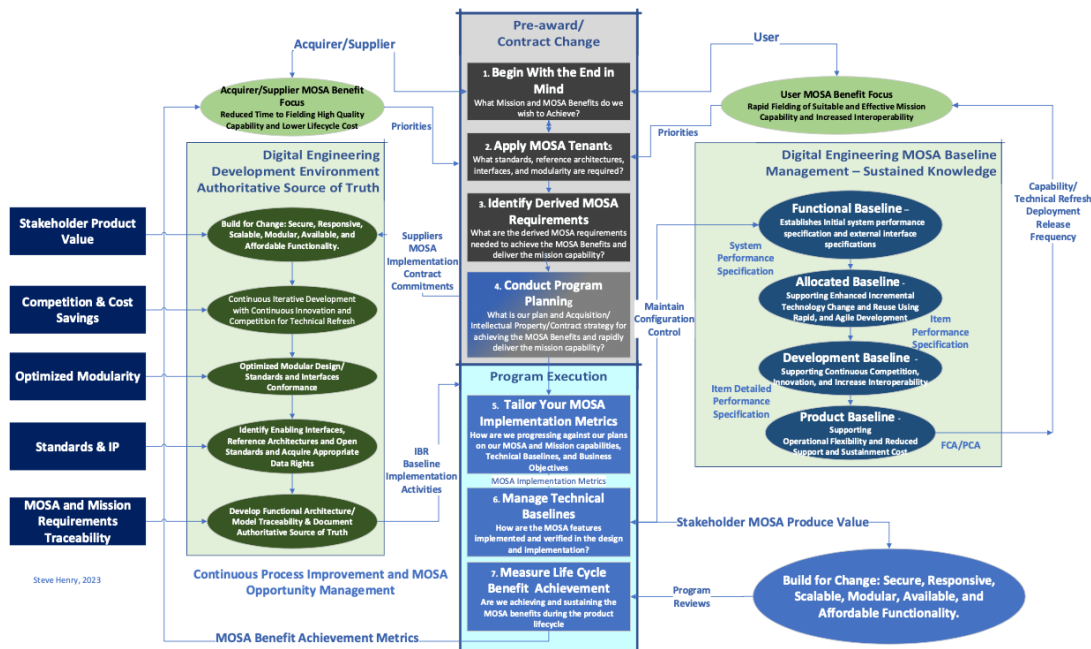 Pre-award/
Contract Change
Acquirer/Supplier
User
1. Begin With the End in
Mind
What Mission and MOSA Benefits do we
wish to Achieve?
Acquirer/Supplier MOSA Benefit
Focus
Reduced Time to Fielding High Quality
Capability and Lower Lifecycle Cost
User MOSA Benefit Focus
Rapid Fielding of Suitable and Effective Mission
Capability and Increased Interoperability
Priorities
Priorities
2. Apply MOSA Tenants
What standards, reference architectures,
interfaces, and modularity are required?
3. Identify Derived MOSA
Requirements
What are the derived MOSA requirements
needed to achieve the MOSA Benefits and
deliver the mission capability?
4. Conduct Program
Planning
What is our plan and Acquisition/
Intellectual Property/Contract strategy for
achieving the MOSA Benefits and rapidly
deliver the mission capability?
Digital Engineering
Development Environment
Authoritative Source of Truth
Build for Change: Secure, Responsive,
Scalable, Modular, Available, and
Affordable Functionality.
Continuous Iterative Development
with Continuous Innovation and
Competition for Technical Refresh
Optimized Modular Design/
Standards and Interfaces
Conformance
Identify Enabling Interfaces,
Reference Architectures and Open
Standards and Acquire Appropriate
Data Rights
Develop Functional Architecture/
Model Traceability & Document
Authoritative Source of Truth
Stakeholder Product
Value
Competition & Cost
Savings
Optimized Modularity
Standards & IP
MOSA and Mission
Requirements
Traceability
Suppliers
MOSA
Implementation
Contract
Commitments
IBR
Baseline
Implementation
Activities
Digital Engineering MOSA Baseline
Management – Sustained Knowledge
Functional Baseline –
Establishes Initial system performance
specification and external interface
specifications
System
Performance
Specification
Allocated Baseline -
Supporting Enhanced Incremental
Technology Change and Reuse Using
Rapid, and Agile Development
Item
Performance
Specification
Development Baseline -
Supporting Continuous Competition,
Innovation, and Increase Interoperability
Item Detailed
Performance
Specification
Product Baseline -
Supporting
Operational Flexibility and Reduced
Support and Sustainment Cost
FCA/PCA
Capability/
Technical Refresh
Deployment
Release
Frequency
Maintain
Configuration
Control
Program Execution
5. Tailor Your MOSA
Implementation Metrics
How are we progressing against our plans
on our MOSA and Mission capabilities,
Technical Baselines, and Business
Objectives
MOSA Implementation Metrics
6. Manage Technical
Baselines
How are the MOSA features
implemented and verified in the design
and implementation?
7. Measure Life Cycle
Benefit Achievement
Are we achieving and sustaining the
MOSA benefits during the product
lifecycle
Stakeholder MOSA Produce Value
Program
Reviews
Build for Change: Secure, Responsive,
Scalable, Modular, Available, and
Affordable Functionality.
Steve Henry, 2023
Continuous Process Improvement and MOSA
Opportunity Management
MOSA Benefit Achievement Metrics